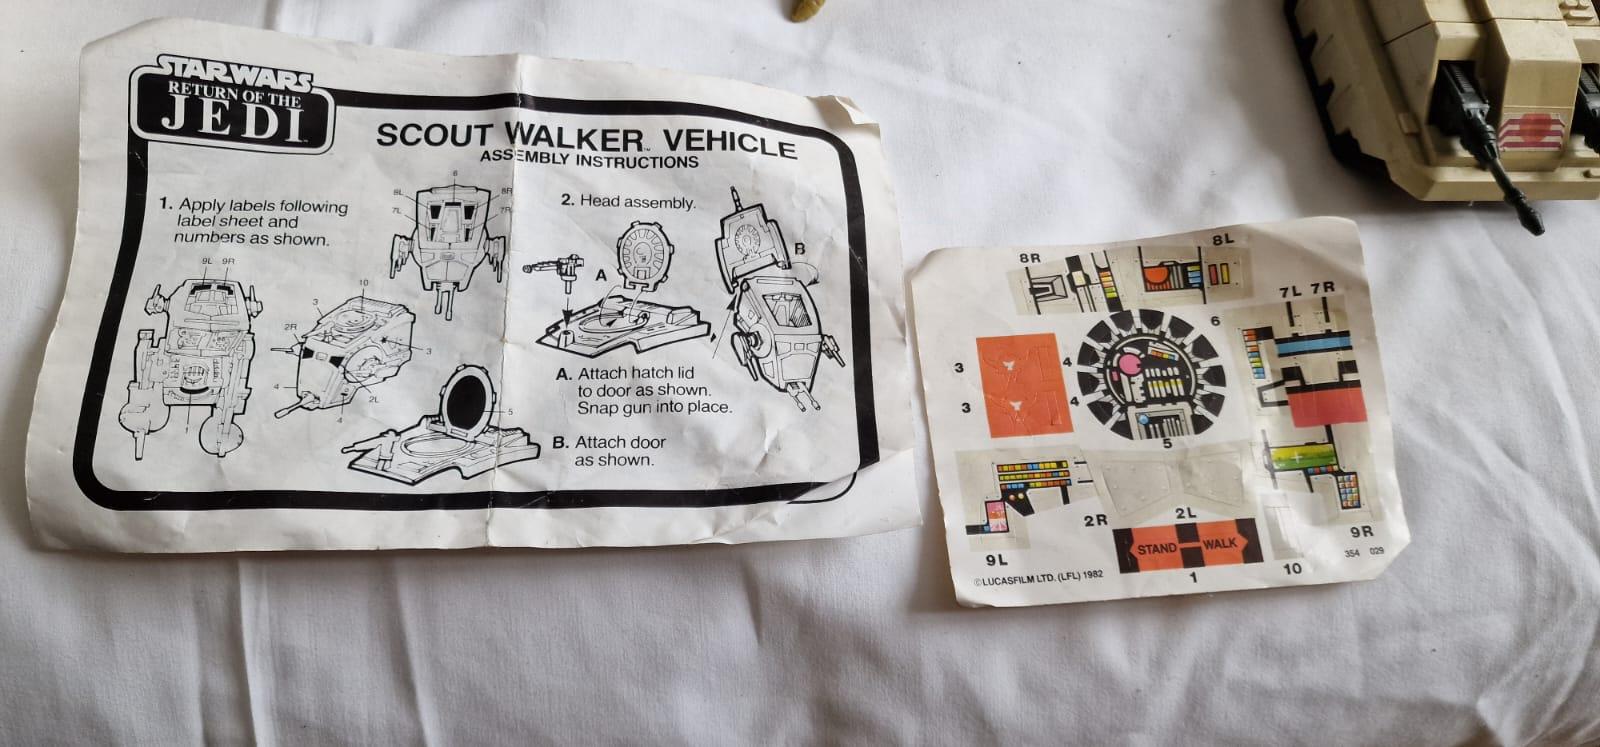 STAR WARS
RETURN OF THE
JEDI
SCOUT WALKER™ VEHICLE
ASSEMBLY INSTRUCTIONS
1. Apply labels following
label sheet and
numbers as shown.
6
8L 8R
7L 7R
9L 9R
10
3
2R
3
4
2L
4
5
2. Head assembly.
A
B
A. Attach hatch lid
to door as shown.
Snap gun into place.
B. Attach door
as shown.
8R 8L
7L 7R
6
3 4
3 4
5
2R 2L
9L 9R
STAND WALK
354 029
©LUCASFILM LTD. (LFL) 1982
1 10